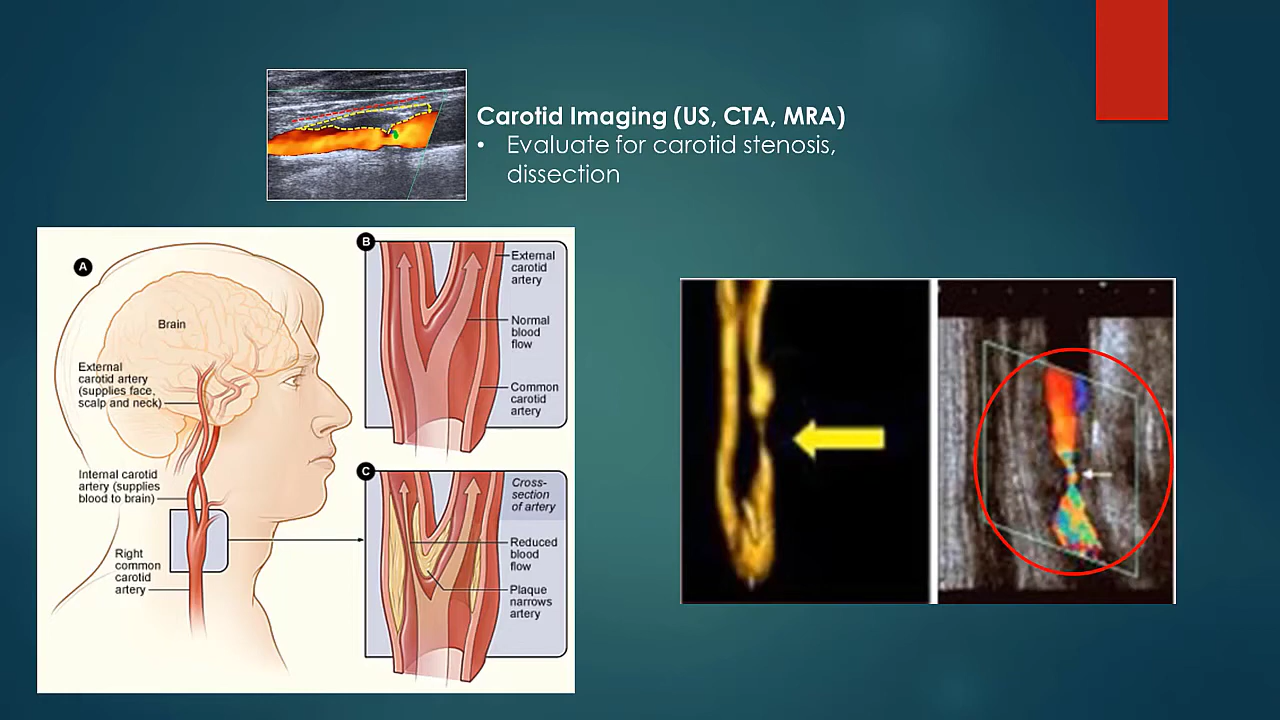 Carotid Imaging (US, CTA, MRA)
• Evaluate for carotid stenosis,
dissection
A
Brain
External
carotid artery
(supplies face,
scalp and neck)
Internal carotid
artery (supplies
blood to brain)
Right
common
carotid
artery
B
External
carotid
artery
Normal
blood
flow
Common
carotid
artery
C
Cross-
section
of artery
Reduced
blood
flow
Plaque
narrows
artery